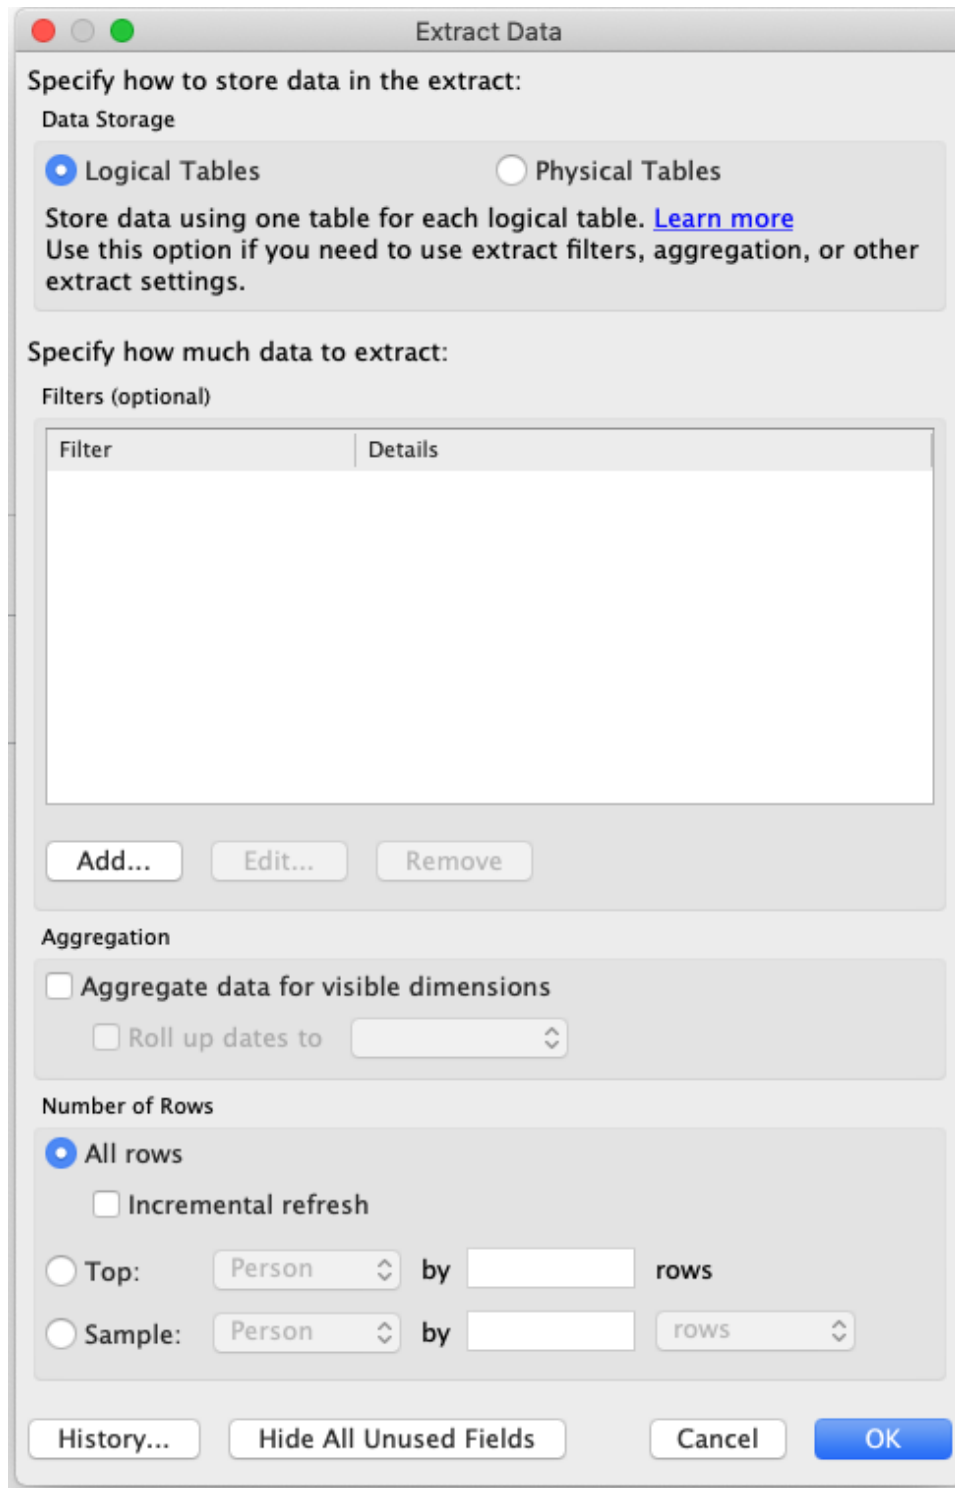 Extract Data
Specify how to store data in the extract:
Data Storage
Logical Tables
Physical Tables
Store data using one table for each logical table. Learn more
Use this option if you need to use extract filters, aggregation, or other
extract settings.
Specify how much data to extract:
Filters (optional)
Filter Details
Add... Edit... Remove
Aggregation
Aggregate data for visible dimensions
Roll up dates to
Number of Rows
All rows
Incremental refresh
Top: Person by rows
Sample: Person by rows
History... Hide All Unused Fields Cancel OK